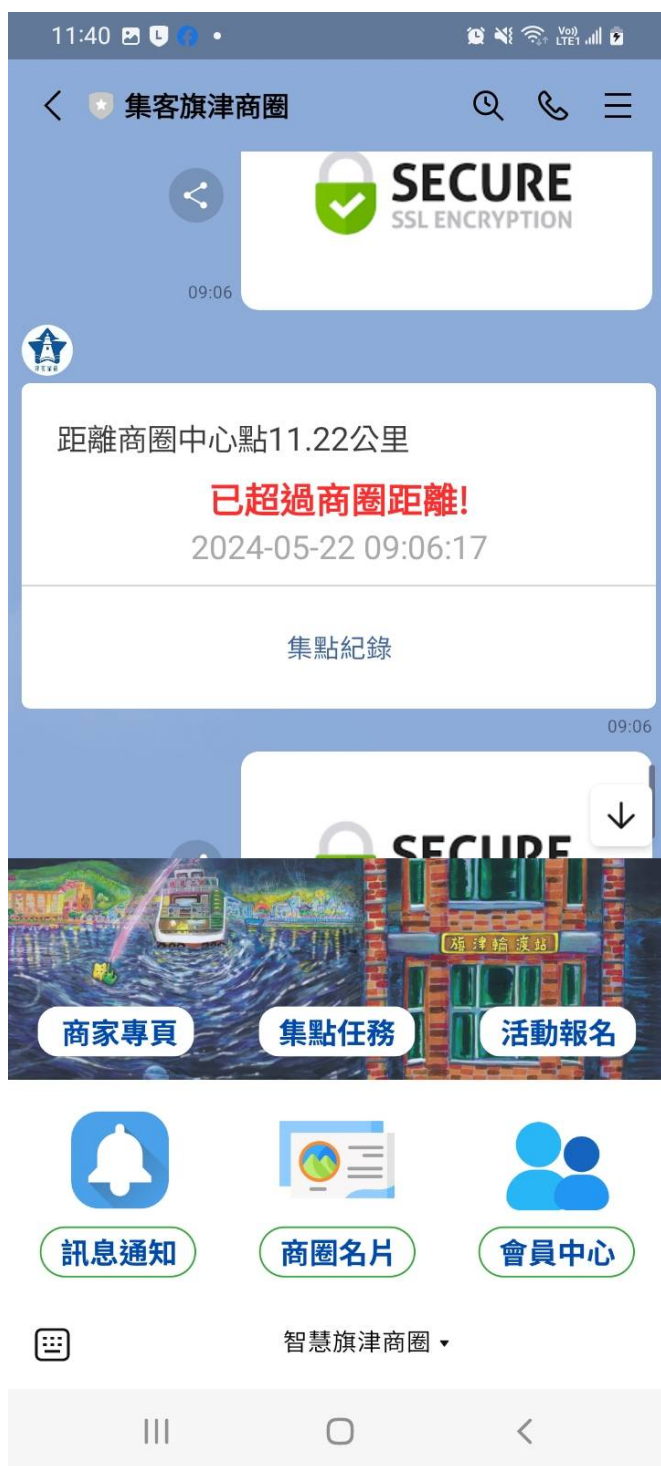 11:40
Vo))
LTE1
集客旗津商圈
SECURE
SSL ENCRYPTION
09:06
距離商圈中心點11.22公里
已超過商圈距離!
2024-05-22 09:06:17
集點紀錄
09:06
SECURE
旗津輪渡站
商家專頁
集點任務
活動報名
訊息通知
商圈名片
會員中心
智慧旗津商圈